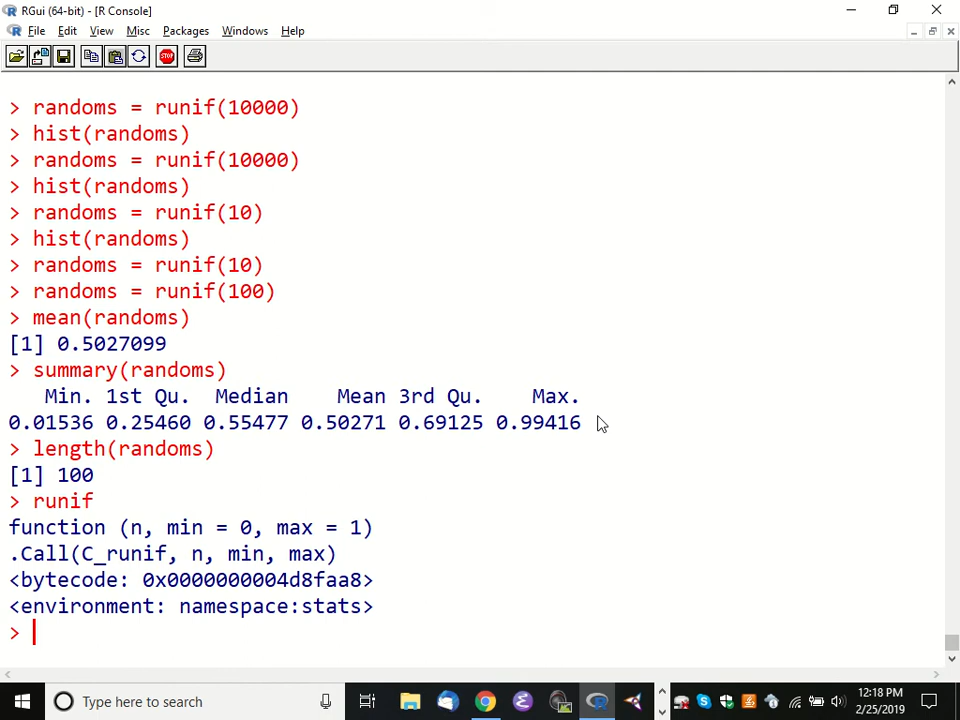 RGui (64-bit) - [R Console]
File Edit View Misc Packages Windows Help
STOP
> randoms = runif(10000)
> hist(randoms)
> randoms = runif(10000)
> hist(randoms)
> randoms = runif(10)
> hist(randoms)
> randoms = runif(10)
> randoms = runif(100)
> mean(randoms)
[1] 0.5027099
> summary(randoms)
Min. 1st Qu. Median Mean 3rd Qu. Max.
0.01536 0.25460 0.55477 0.50271 0.69125 0.99416
> length(randoms)
[1] 100
> runif
function (n, min = 0, max = 1)
.Call(C_runif, n, min, max)
<bytecode: 0x0000000004d8faa8>
<environment: namespace:stats>
>
Type here to search
12:18 PM
2/25/2019